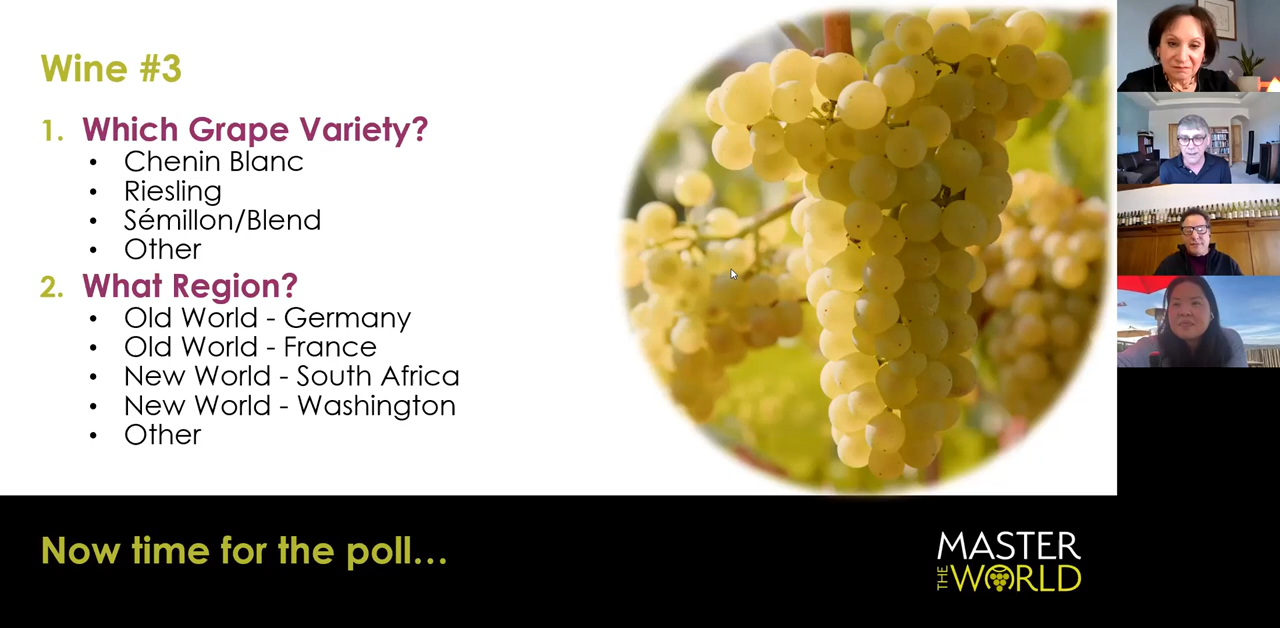 Wine #3
1. Which Grape Variety?
• Chenin Blanc
• Riesling
• Sémillon/Blend
• Other
2. What Region?
• Old World - Germany
• Old World - France
• New World - South Africa
• New World - Washington
• Other
Now time for the poll...
MASTER
THE WORLD